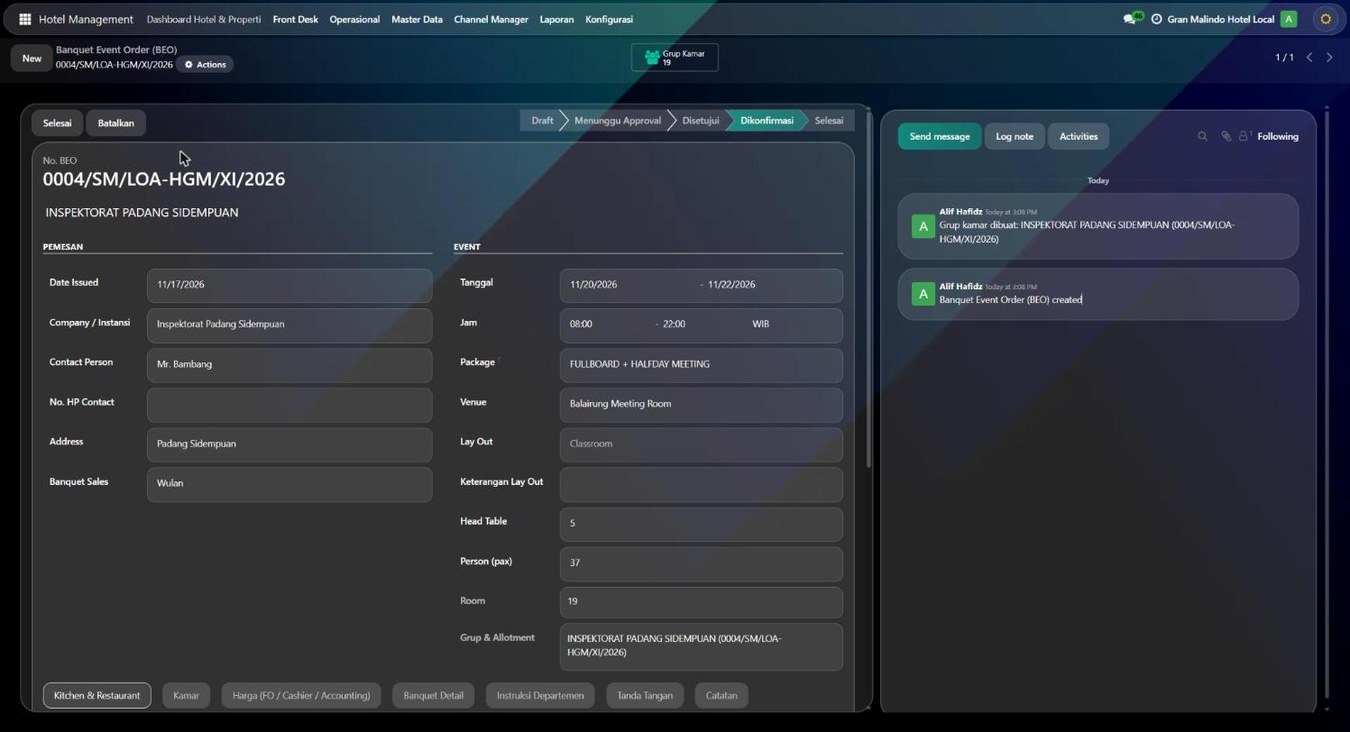 Hotel Management Dashboard Hotel & Properti Front Desk Operasional Master Data Channel Manager Laporan Konfigurasi 46 Gran Malindo Hotel Local A
New Banquet Event Order (BEO)
0004/SM/LOA-HGM/XI/2026 Actions
Grup Kamar
19
1 / 1
Selesai Batalkan
Draft Menunggu Approval Disetujui Dikonfirmasi Selesai
No. BEO
0004/SM/LOA-HGM/XI/2026
INSPEKTORAT PADANG SIDEMPUAN
PEMESAN
Date Issued 11/17/2026
Company / Instansi Inspektorat Padang Sidempuan
Contact Person Mr. Bambang
No. HP Contact
Address Padang Sidempuan
Banquet Sales Wulan
EVENT
Tanggal 11/20/2026 - 11/22/2026
Jam 08:00 - 22:00 WIB
Package FULLBOARD + HALFDAY MEETING
Venue Balairung Meeting Room
Lay Out Classroom
Keterangan Lay Out
Head Table 5
Person (pax) 37
Room 19
Grup & Allotment INSPEKTORAT PADANG SIDEMPUAN (0004/SM/LOA-
HGM/XI/2026)
Kitchen & Restaurant Kamar Harga (FO / Cashier / Accounting) Banquet Detail Instruksi Departemen Tanda Tangan Catatan
Send message Log note Activities 1 Following
Today
A Alif Hafidz Today at 3:08 PM
Grup kamar dibuat: INSPEKTORAT PADANG SIDEMPUAN (0004/SM/LOA-
HGM/XI/2026)
A Alif Hafidz Today at 3:08 PM
Banquet Event Order (BEO) created